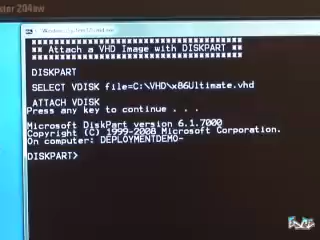 ** Attach a VHD Image with DISKPART **
DISKPART
SELECT VDISK file=C:\VHD\x86Ultimate.vhd
ATTACH VDISK
Press any key to continue . . .
Microsoft DiskPart version 6.1.7000
Copyright (C) 1999-2008 Microsoft Corporation.
On computer: DEPLOYMENTDEMO-
DISKPART>